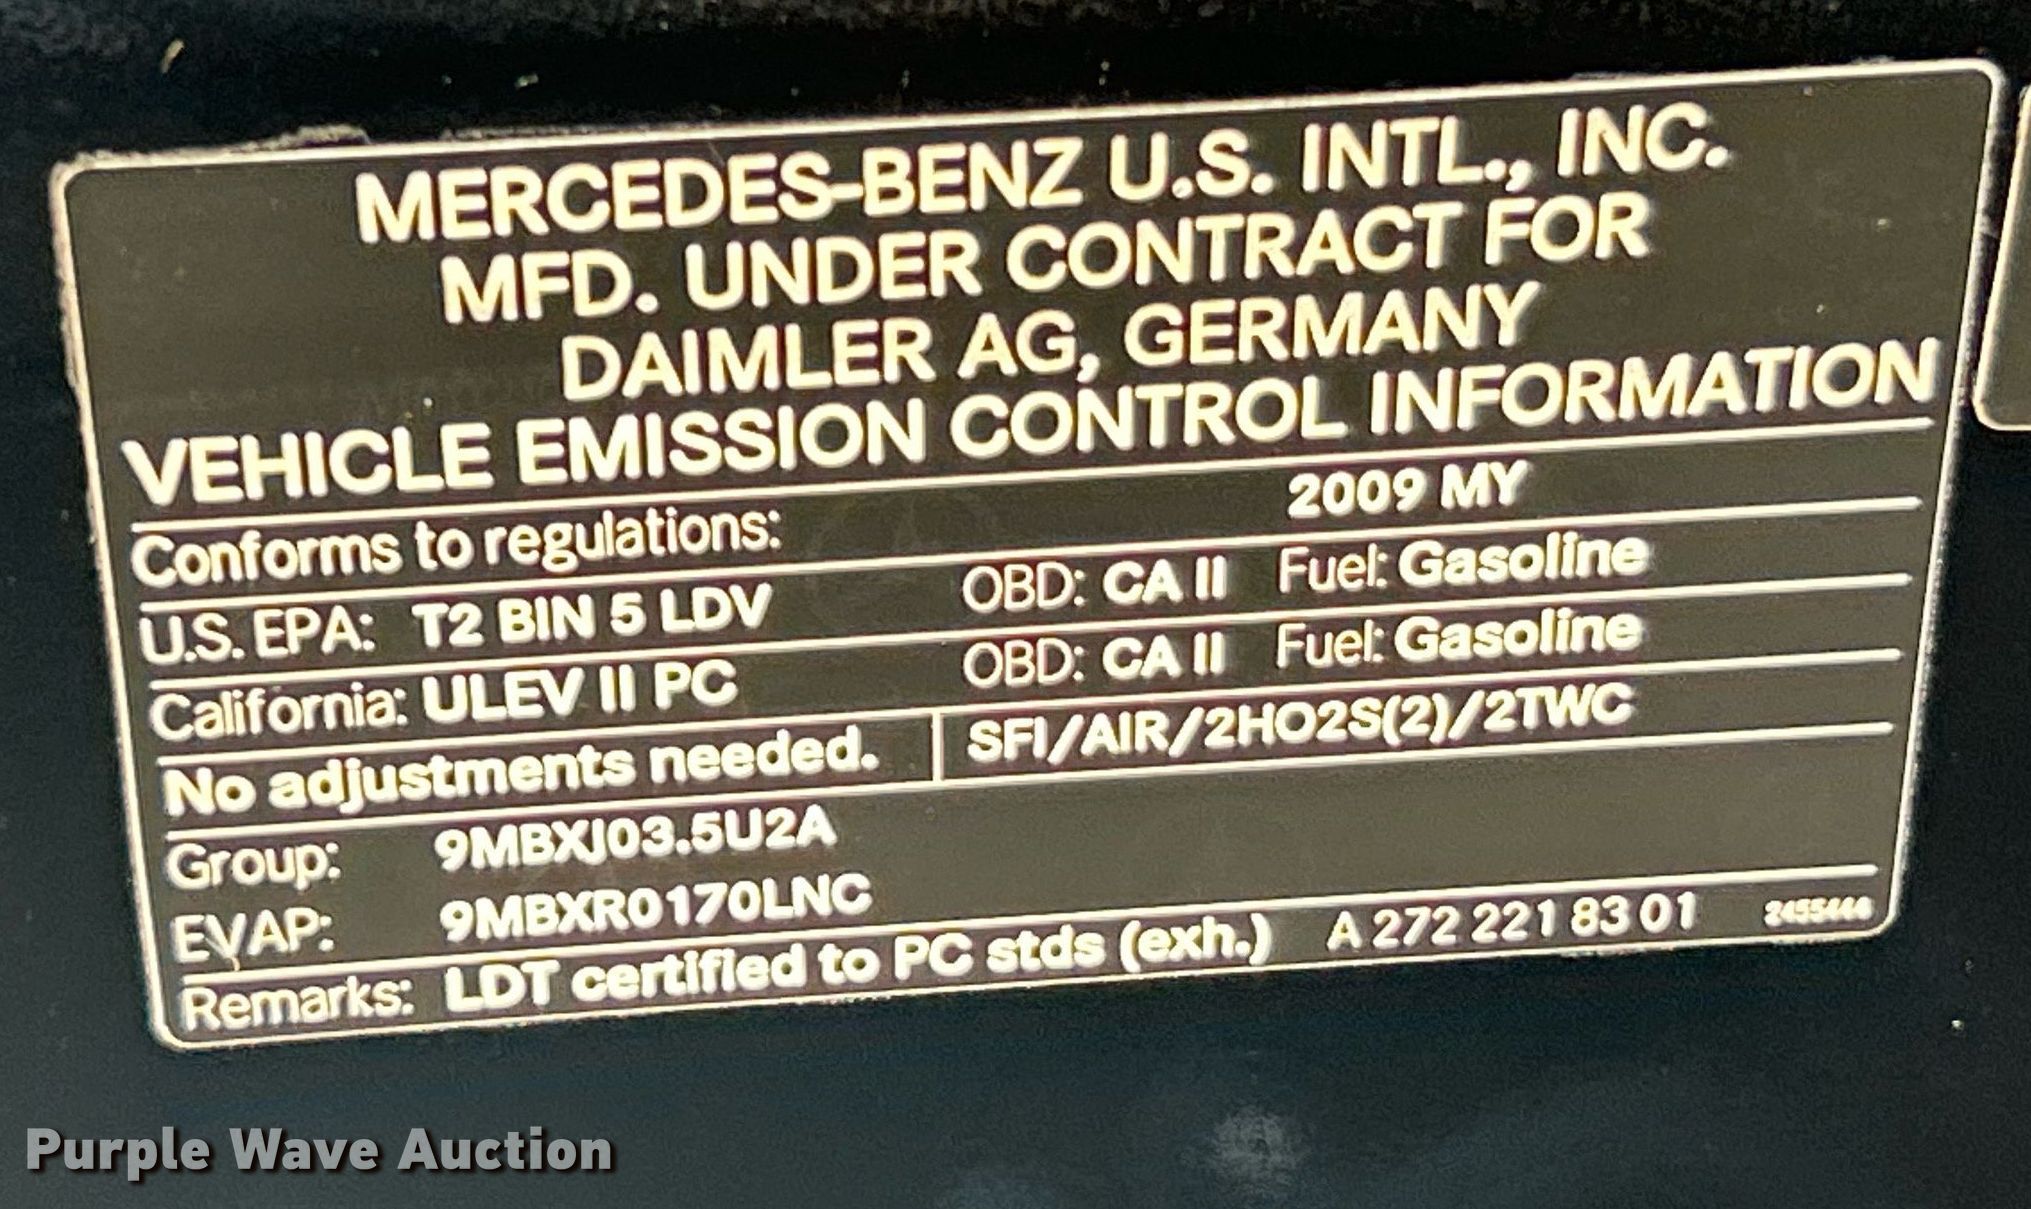 MERCEDES-BENZ U.S. INTL., INC.
MFD. UNDER CONTRACT FOR
DAIMLER AG, GERMANY
VEHICLE EMISSION CONTROL INFORMATION
Conforms to regulations: 2009 MY
U.S. EPA: T2 BIN 5 LDV OBD: CA II Fuel: Gasoline
California: ULEV II PC OBD: CA II Fuel: Gasoline
No adjustments needed. SFI/AIR/2HO2S(2)/2TWC
Group: 9MBXJ03.5U2A
EVAP: 9MBXR0170LNC
Remarks: LDT certified to PC stds (exh.) A 272 221 83 01
Purple Wave Auction